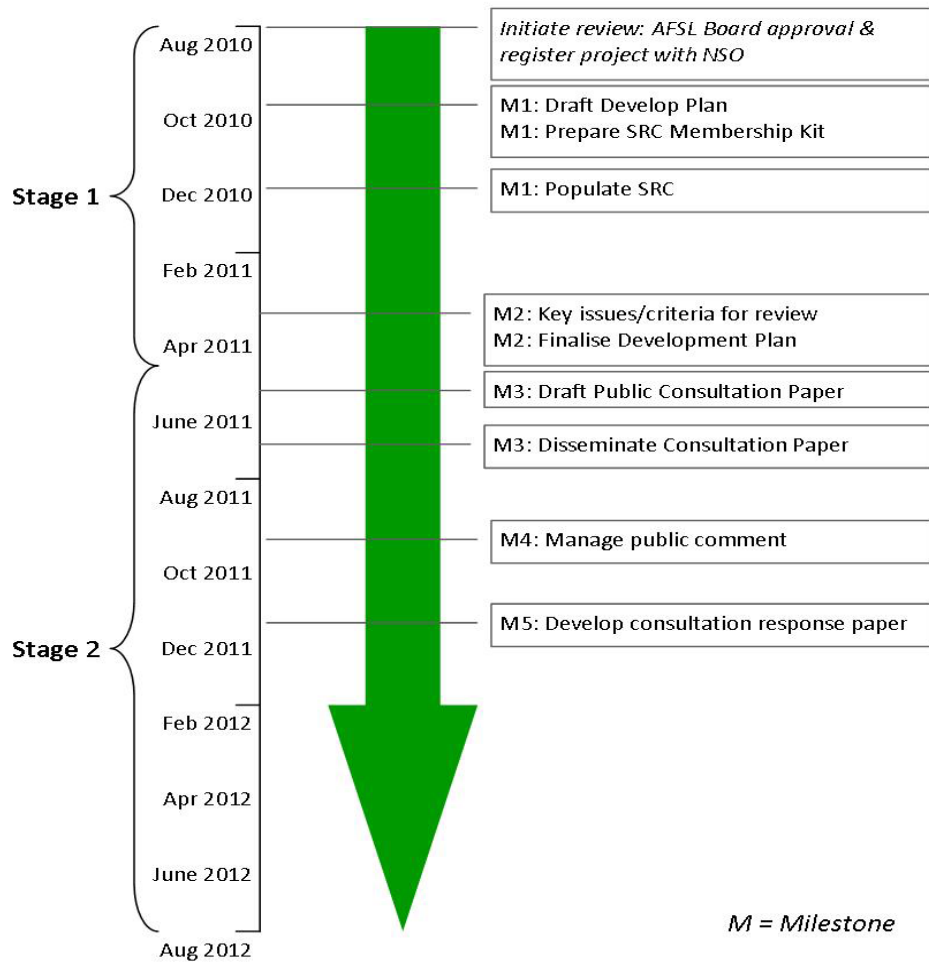 Aug 2010
Initiate review: AFSL Board approval &
register project with NSO
Oct 2010
M1: Draft Develop Plan
M1: Prepare SRC Membership Kit
Stage 1
Dec 2010
M1: Populate SRC
Feb 2011
M2: Key issues/criteria for review
M2: Finalise Development Plan
Apr 2011
M3: Draft Public Consultation Paper
June 2011
M3: Disseminate Consultation Paper
Aug 2011
M4: Manage public comment
Oct 2011
M5: Develop consultation response paper
Stage 2
Dec 2011
Feb 2012
Apr 2012
June 2012
M = Milestone
Aug 2012